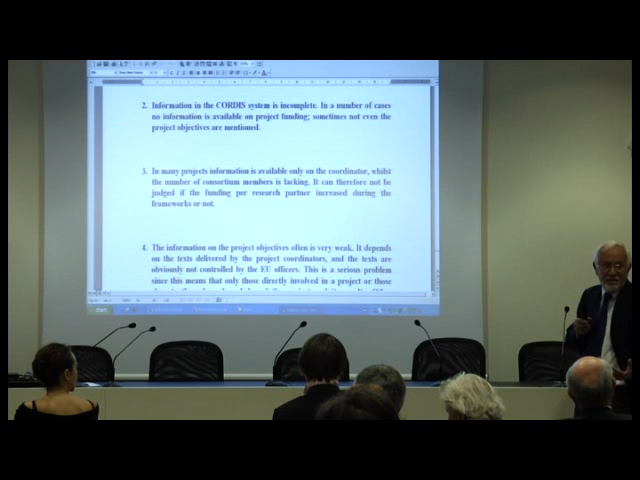 2. Information in the CORDIS system is incomplete. In a number of cases
no information is available on project funding; sometimes not even the
project objectives are mentioned.
3. In many projects information is available only on the coordinator, whilst
the number of consortium members is lacking. It can therefore not be
judged if the funding per research partner increased during the
frameworks or not.
4. The information on the project objectives often is very weak. It depends
on the texts delivered by the project coordinators, and the texts are
obviously not controlled by the EU officers. This is a serious problem
since this means that only those directly involved in a project or those
start